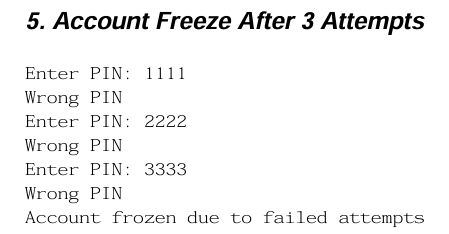 5. Account Freeze After 3 Attempts
Enter PIN: 1111
Wrong PIN
Enter PIN: 2222
Wrong PIN
Enter PIN: 3333
Wrong PIN
Account frozen due to failed attempts